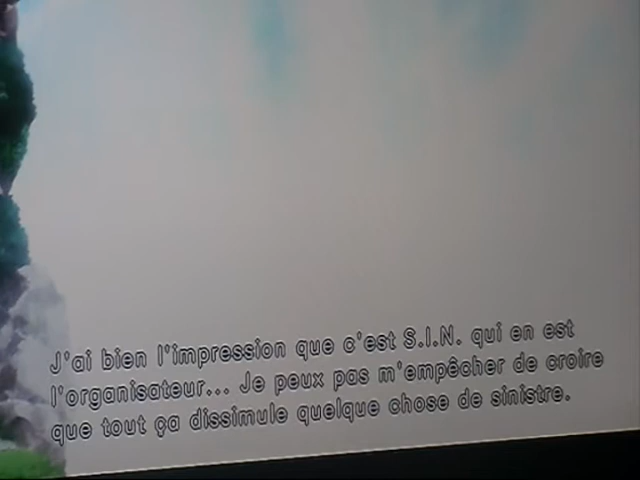 J'ai bien l'impression que c'est S.I.N. qui en est
l'organisateur... Je peux pas m'empêcher de croire
que tout ça dissimule quelque chose de sinistre.